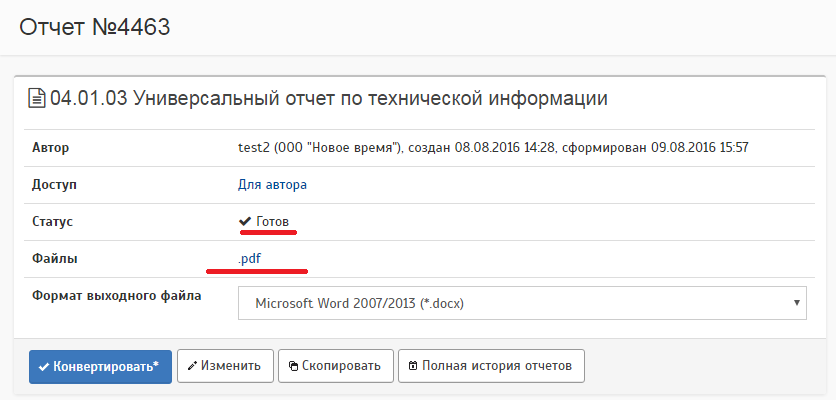 Отчет №4463
04.01.03 Универсальный отчет по технической информации
Автор test2 (ООО "Новое время"), создан 08.08.2016 14:28, сформирован 09.08.2016 15:57
Доступ Для автора
Статус Готов
Файлы .pdf
Формат выходного файла Microsoft Word 2007/2013 (*.docx)
Конвертировать* Изменить Скопировать Полная история отчетов